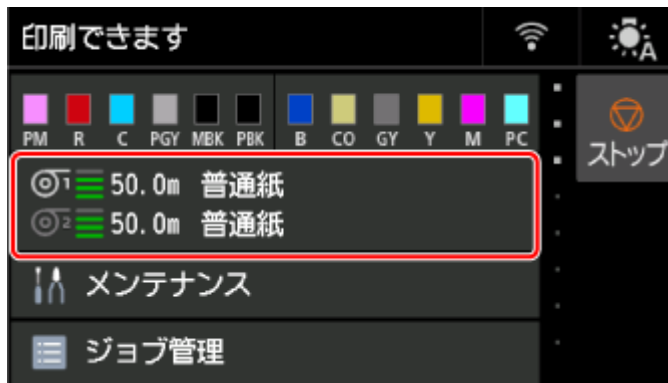 印刷できます
A
PM R C PGY MBK PBK B CO GY Y M PC
ストップ
1 50.0m 普通紙
2 50.0m 普通紙
メンテナンス
ジョブ管理